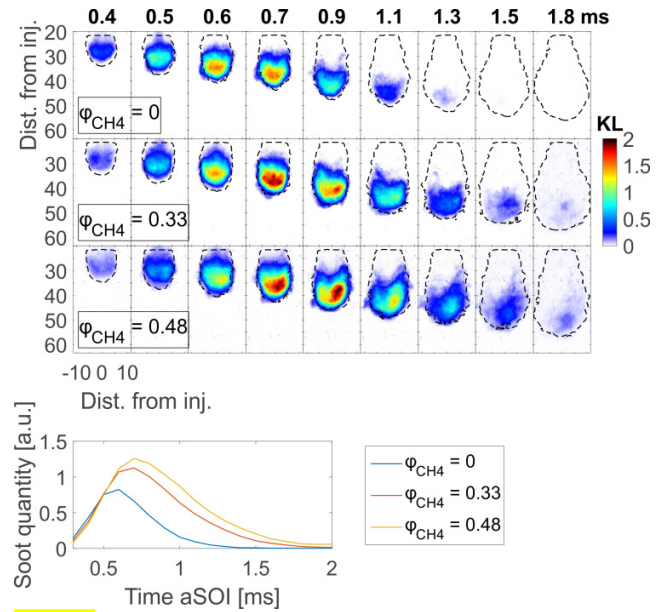 0.4 0.5 0.6 0.7 0.9 1.1 1.3 1.5 1.8 ms
Dist. from inj.
20
30
40
50
60
φCH4 = 0
KL
2
1.5
1
0.5
0
30
40
50
60
φCH4 = 0.33
30
40
50
60
φCH4 = 0.48
-10 0 10
Dist. from inj.
Soot quantity [a.u.]
1.5
1
0.5
0
0.5 1 1.5 2
Time aSOI [ms]
φCH4 = 0
φCH4 = 0.33
φCH4 = 0.48